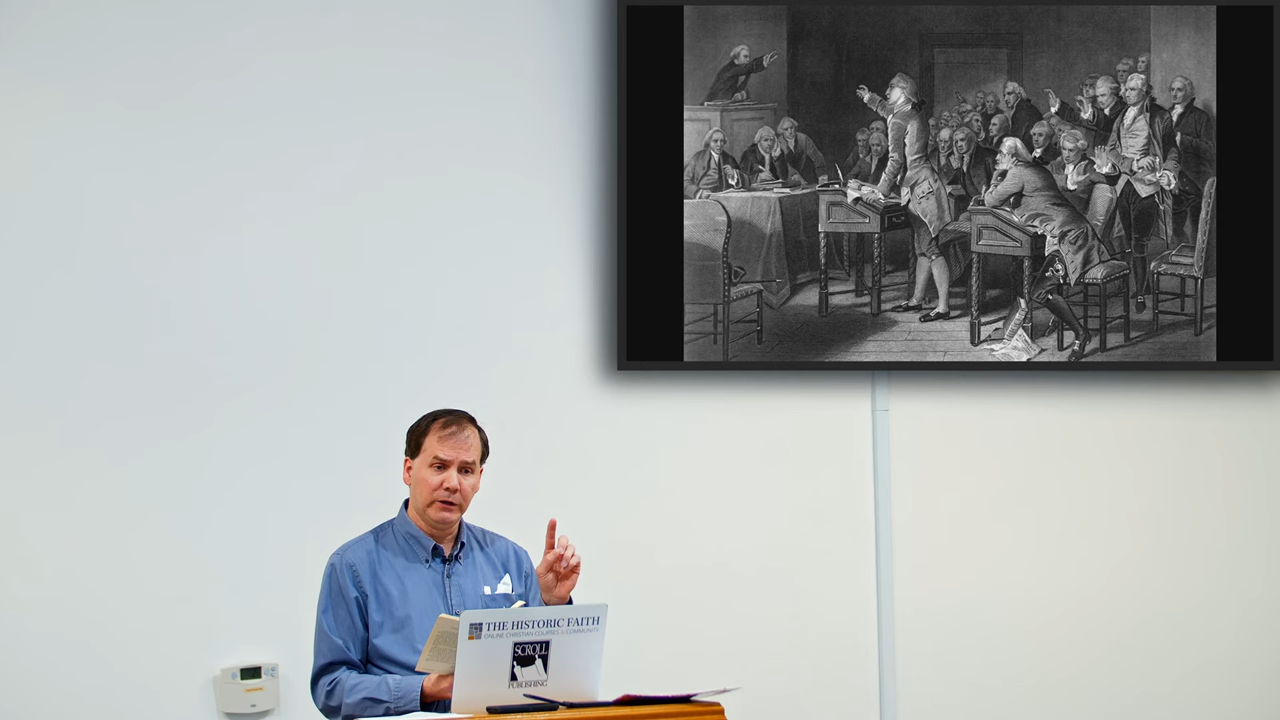 THE HISTORIC FAITH
ONLINE CHRISTIAN COURSES & COMMUNITY
SCROLL
PUBLISHING